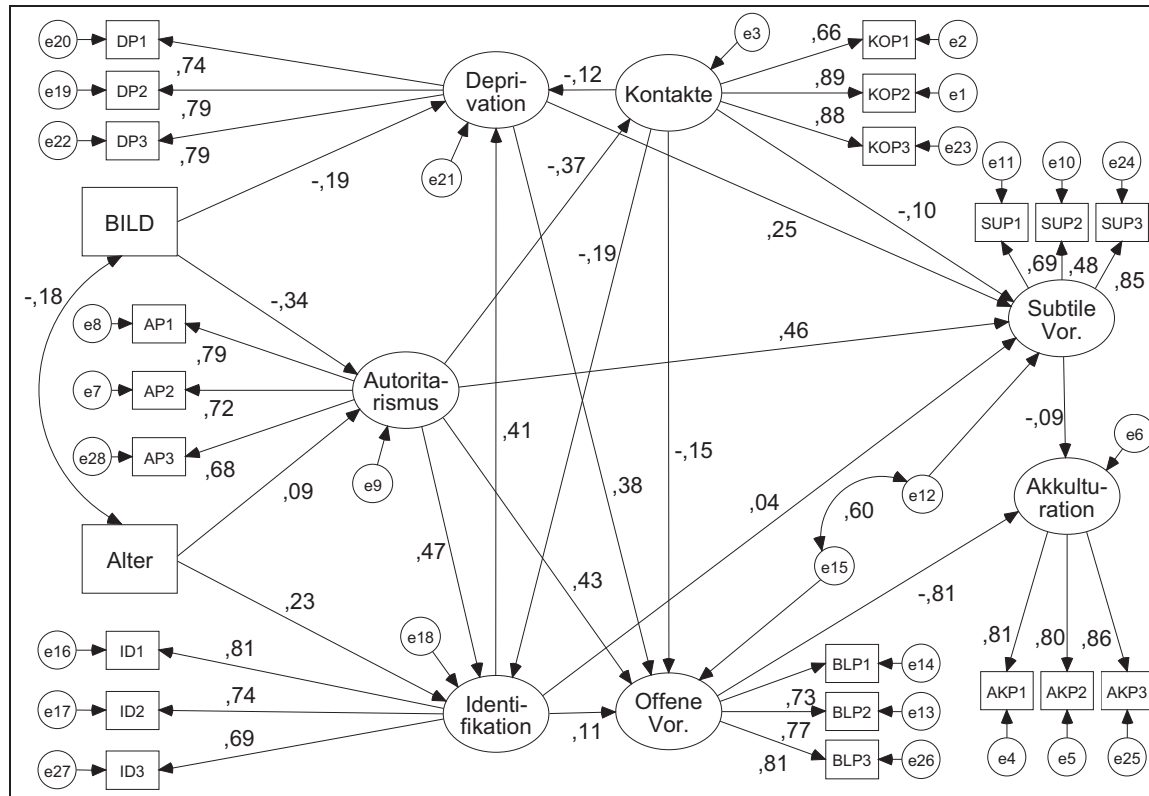 e20
DP1
,74
e19
DP2
,79
e22
DP3
,79
Depri-
vation
e21
-,12
Kontakte
e3
,66
KOP1
e2
,89
KOP2
e1
,88
KOP3
e23
-,19
BILD
-,37
-,10
,25
e11
e10
e24
SUP1
SUP2
SUP3
,69
,48
,85
Subtile
Vor.
-,18
-,34
-,19
e8
AP1
,79
e7
AP2
,72
e28
AP3
,68
Autorita-
rismus
e9
,46
,41
-,15
,38
-,09
e6
Akkultu-
ration
,09
,04
e12
,60
e15
Alter
,47
,43
,23
-,81
e16
ID1
,81
e17
ID2
,74
e27
ID3
,69
e18
Identi-
fikation
,11
Offene
Vor.
BLP1
e14
,73
BLP2
e13
,77
BLP3
e26
,81
,81
,80
,86
AKP1
AKP2
AKP3
e4
e5
e25